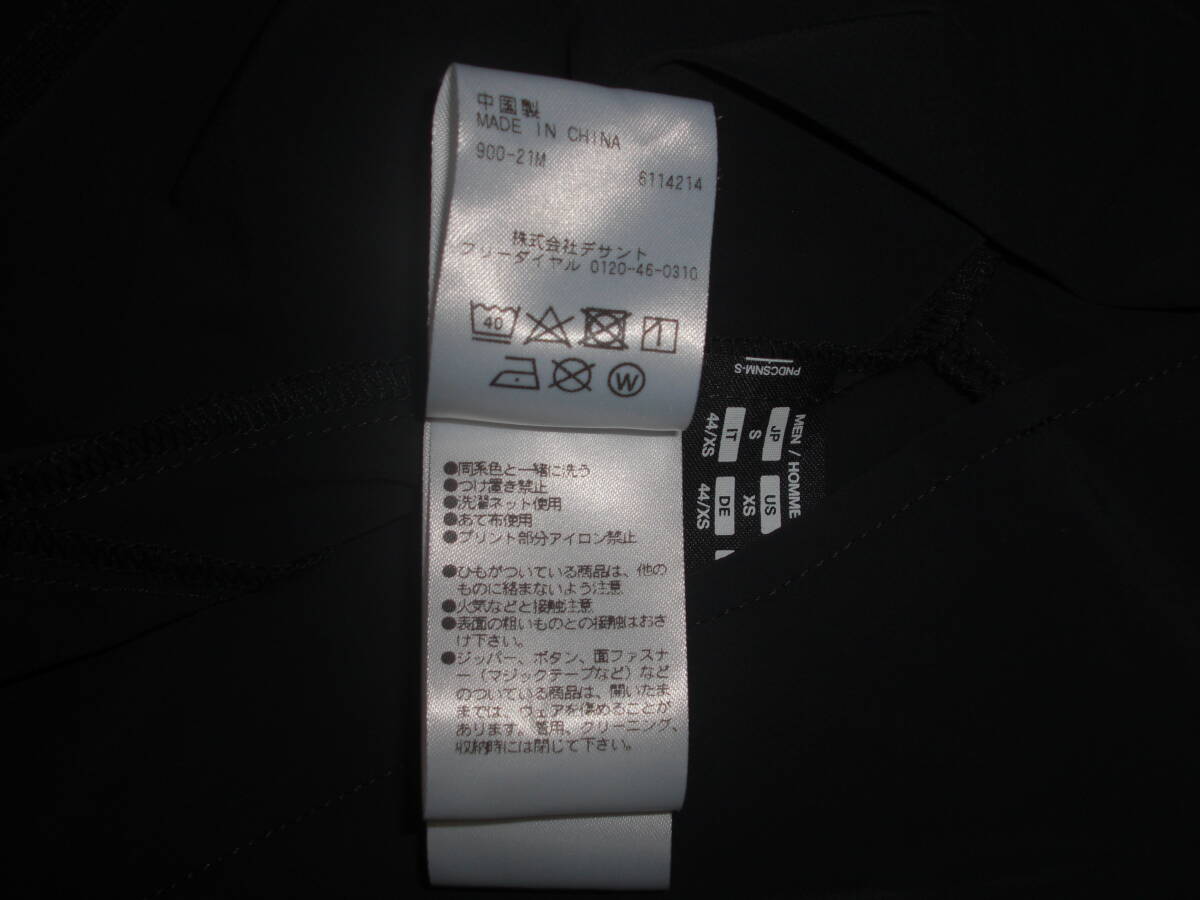 中国製
MADE IN CHINA
900-21M
6114214
株式会社デサント
フリーダイヤル 0120-46-0310
40
W
●同系色と一緒に洗う
●つけ置き禁止
●洗濯ネット使用
●あて布使用
●プリント部分アイロン禁止
●ひもがついている商品は、他の
ものに絡まないよう注意
●火気などと接触注意
●表面の粗いものとの接触はおさ
け下さい。
●ジッパー、ボタン、面ファスナ
ー(マジックテープなど)など
のついている商品は、開いたま
までは、ウェアを傷めることが
あります。着用、クリーニング、
収納時には閉じて下さい。
PNDCSNM-S
MEN / HOMME
JP US
S XS
IT DE
44/XS 44/XS